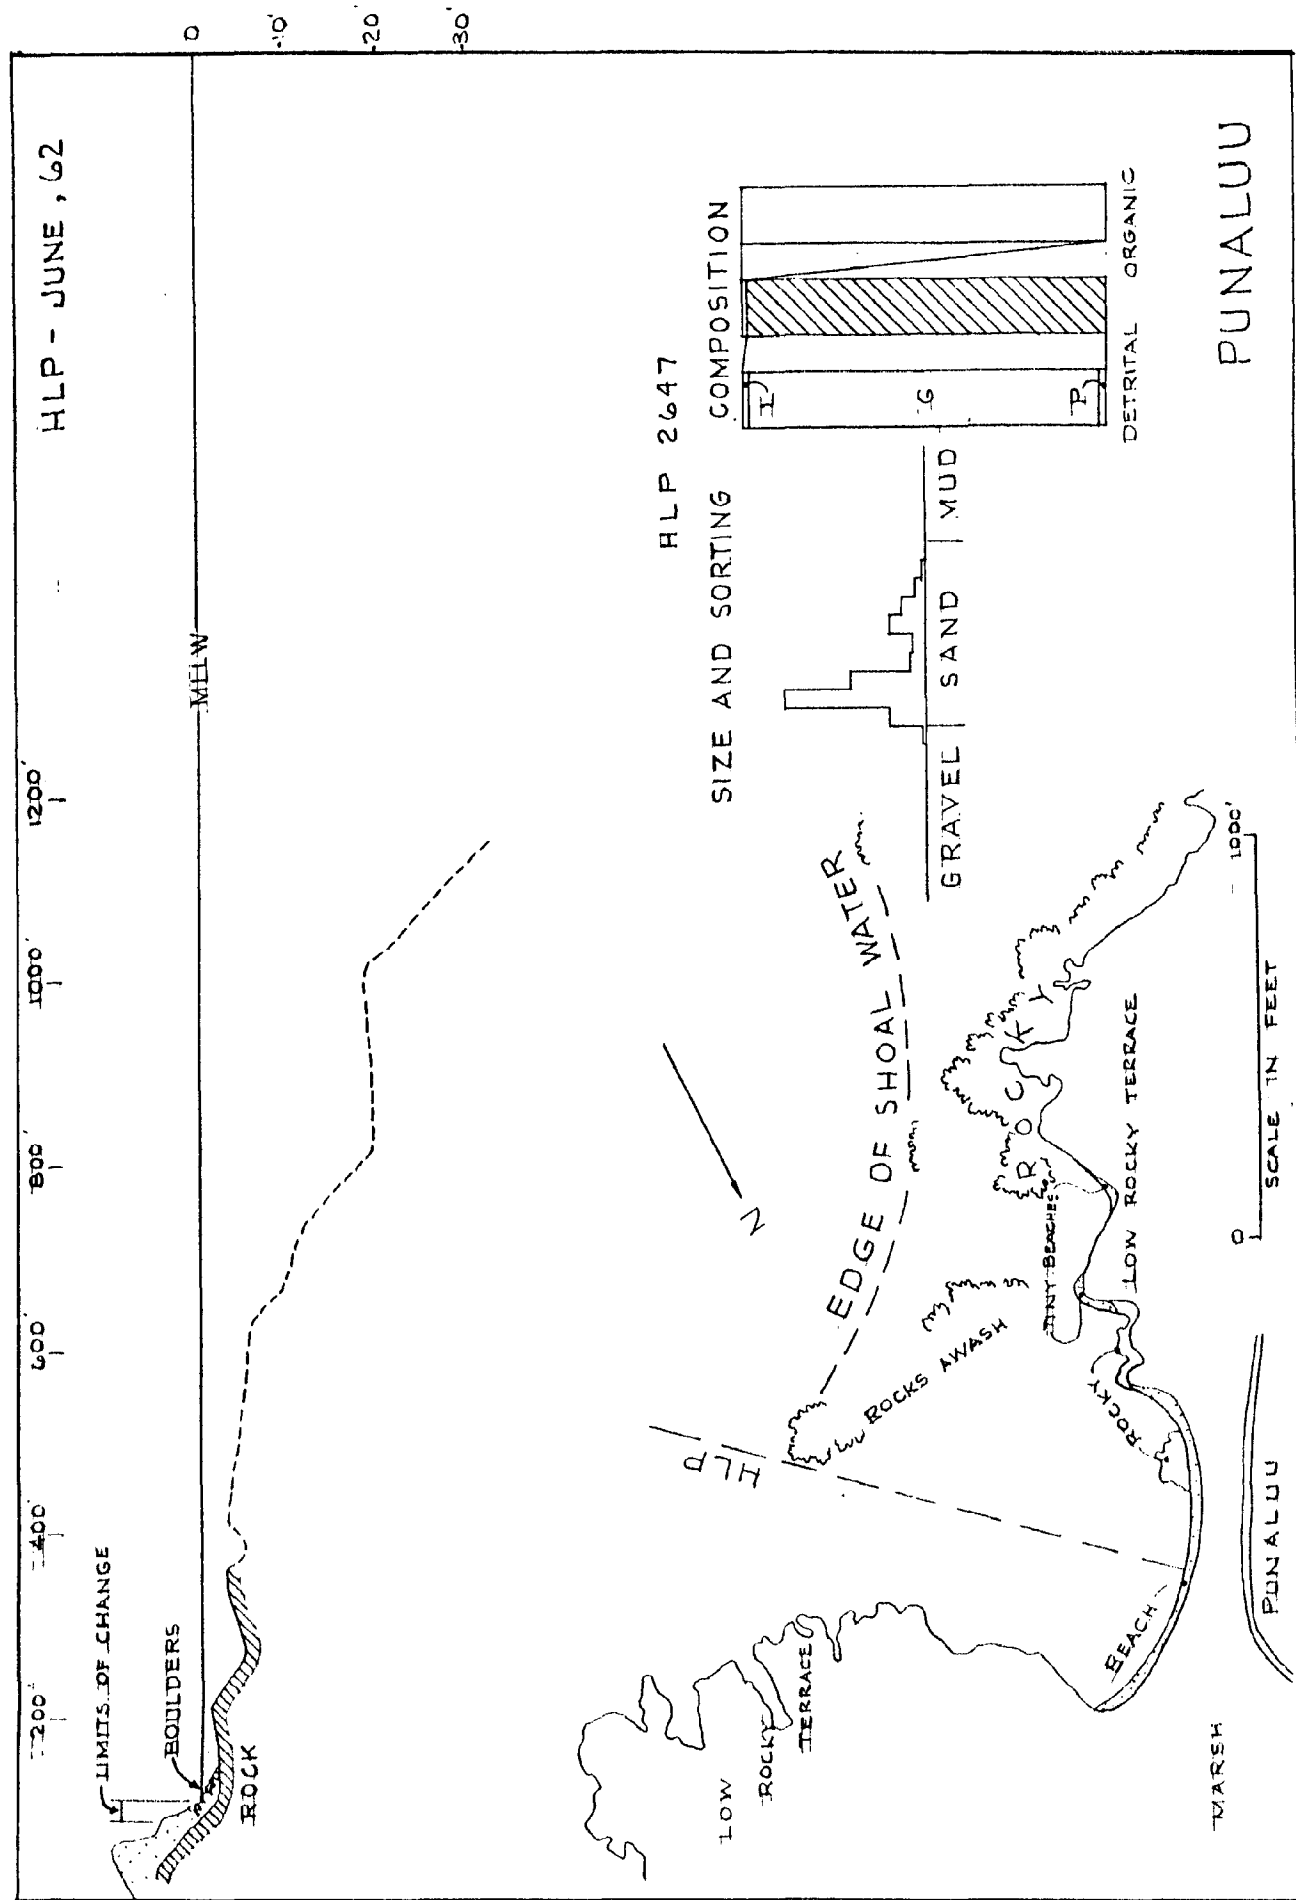 HLP - JUNE, 62
0
-10'
-20'
-30'
200'
400'
600'
800'
1000'
1200'
LIMITS OF CHANGE
BOULDERS
ROCK
MLLW
HLP 2647
SIZE AND SORTING
COMPOSITION
GRAVEL
SAND
MUD
I
G
P
DETRITAL
ORGANIC
N
EDGE OF SHOAL WATER
HLP
ROCKS AWASH
TINY BEACHES
ROCKY
LOW
ROCKY
TERRACE
BEACH
ROCKY
LOW ROCKY TERRACE
MARSH
PUNALUU
0
1000'
SCALE IN FEET
PUNALUU